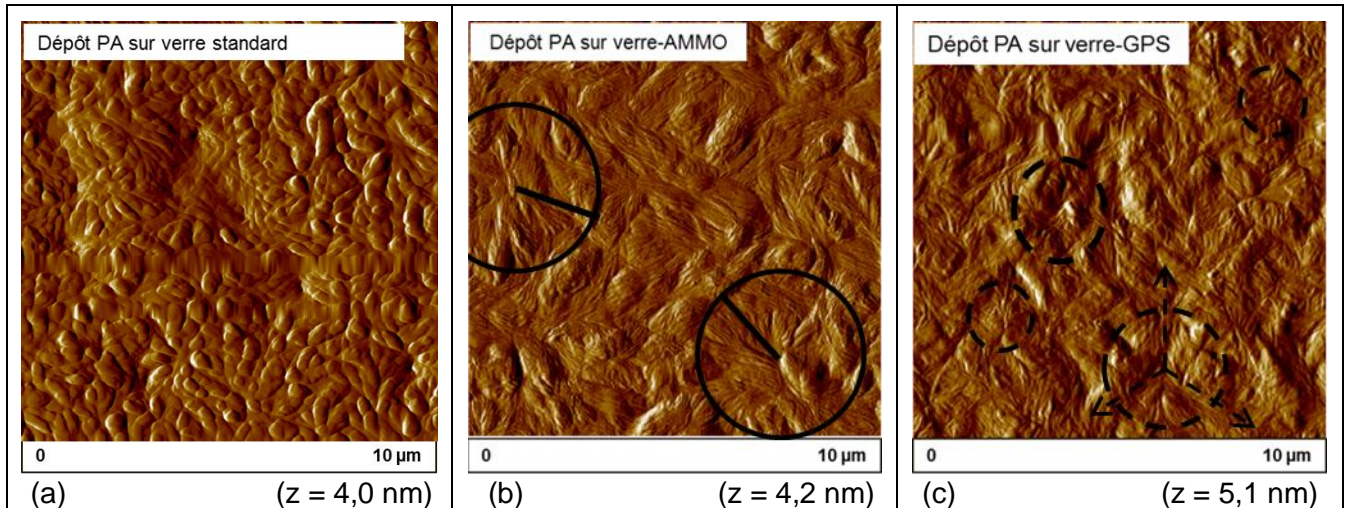 Dépôt PA sur verre standard
0 10 µm
(a) (z = 4,0 nm)
Dépôt PA sur verre-AMMO
0 10 µm
(b) (z = 4,2 nm)
Dépôt PA sur verre-GPS
0 10 µm
(c) (z = 5,1 nm)